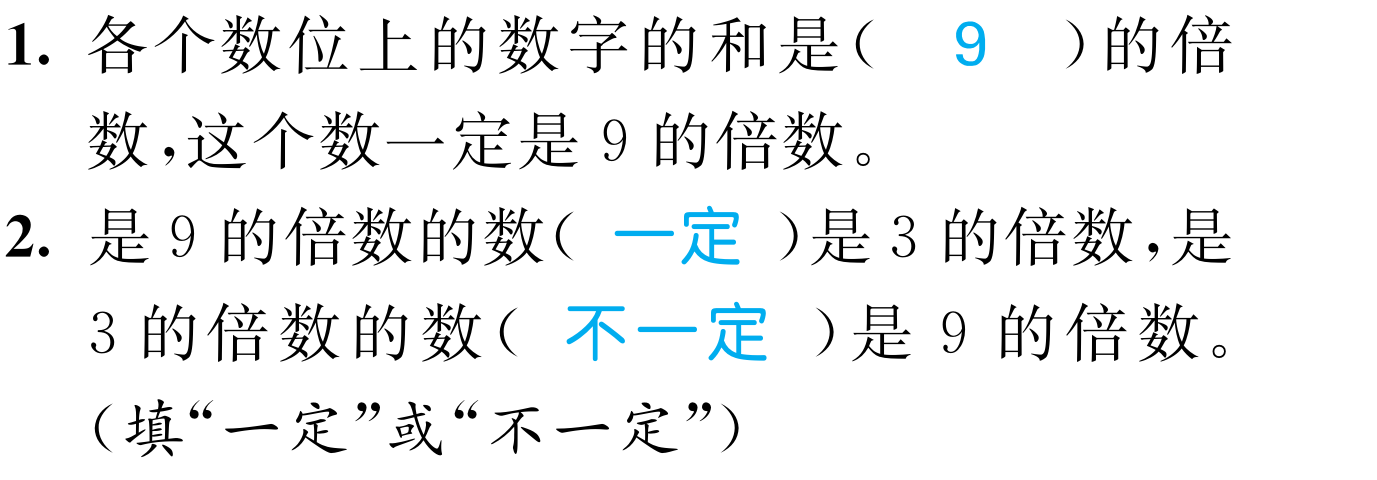 1. 各个数位上的数字的和是( 9 )的倍
数,这个数一定是 9 的倍数。
2. 是 9 的倍数的数( 一定 )是 3 的倍数,是
3 的倍数的数( 不一定 )是 9 的倍数。
(填“一定”或“不一定”)